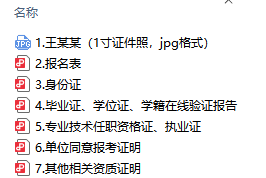 名称
JPG 1.王某某（1寸证件照，jpg格式）
2.报名表
3.身份证
4.毕业证、学位证、学籍在线验证报告
5.专业技术任职资格证、执业证
6.单位同意报考证明
7.其他相关资质证明